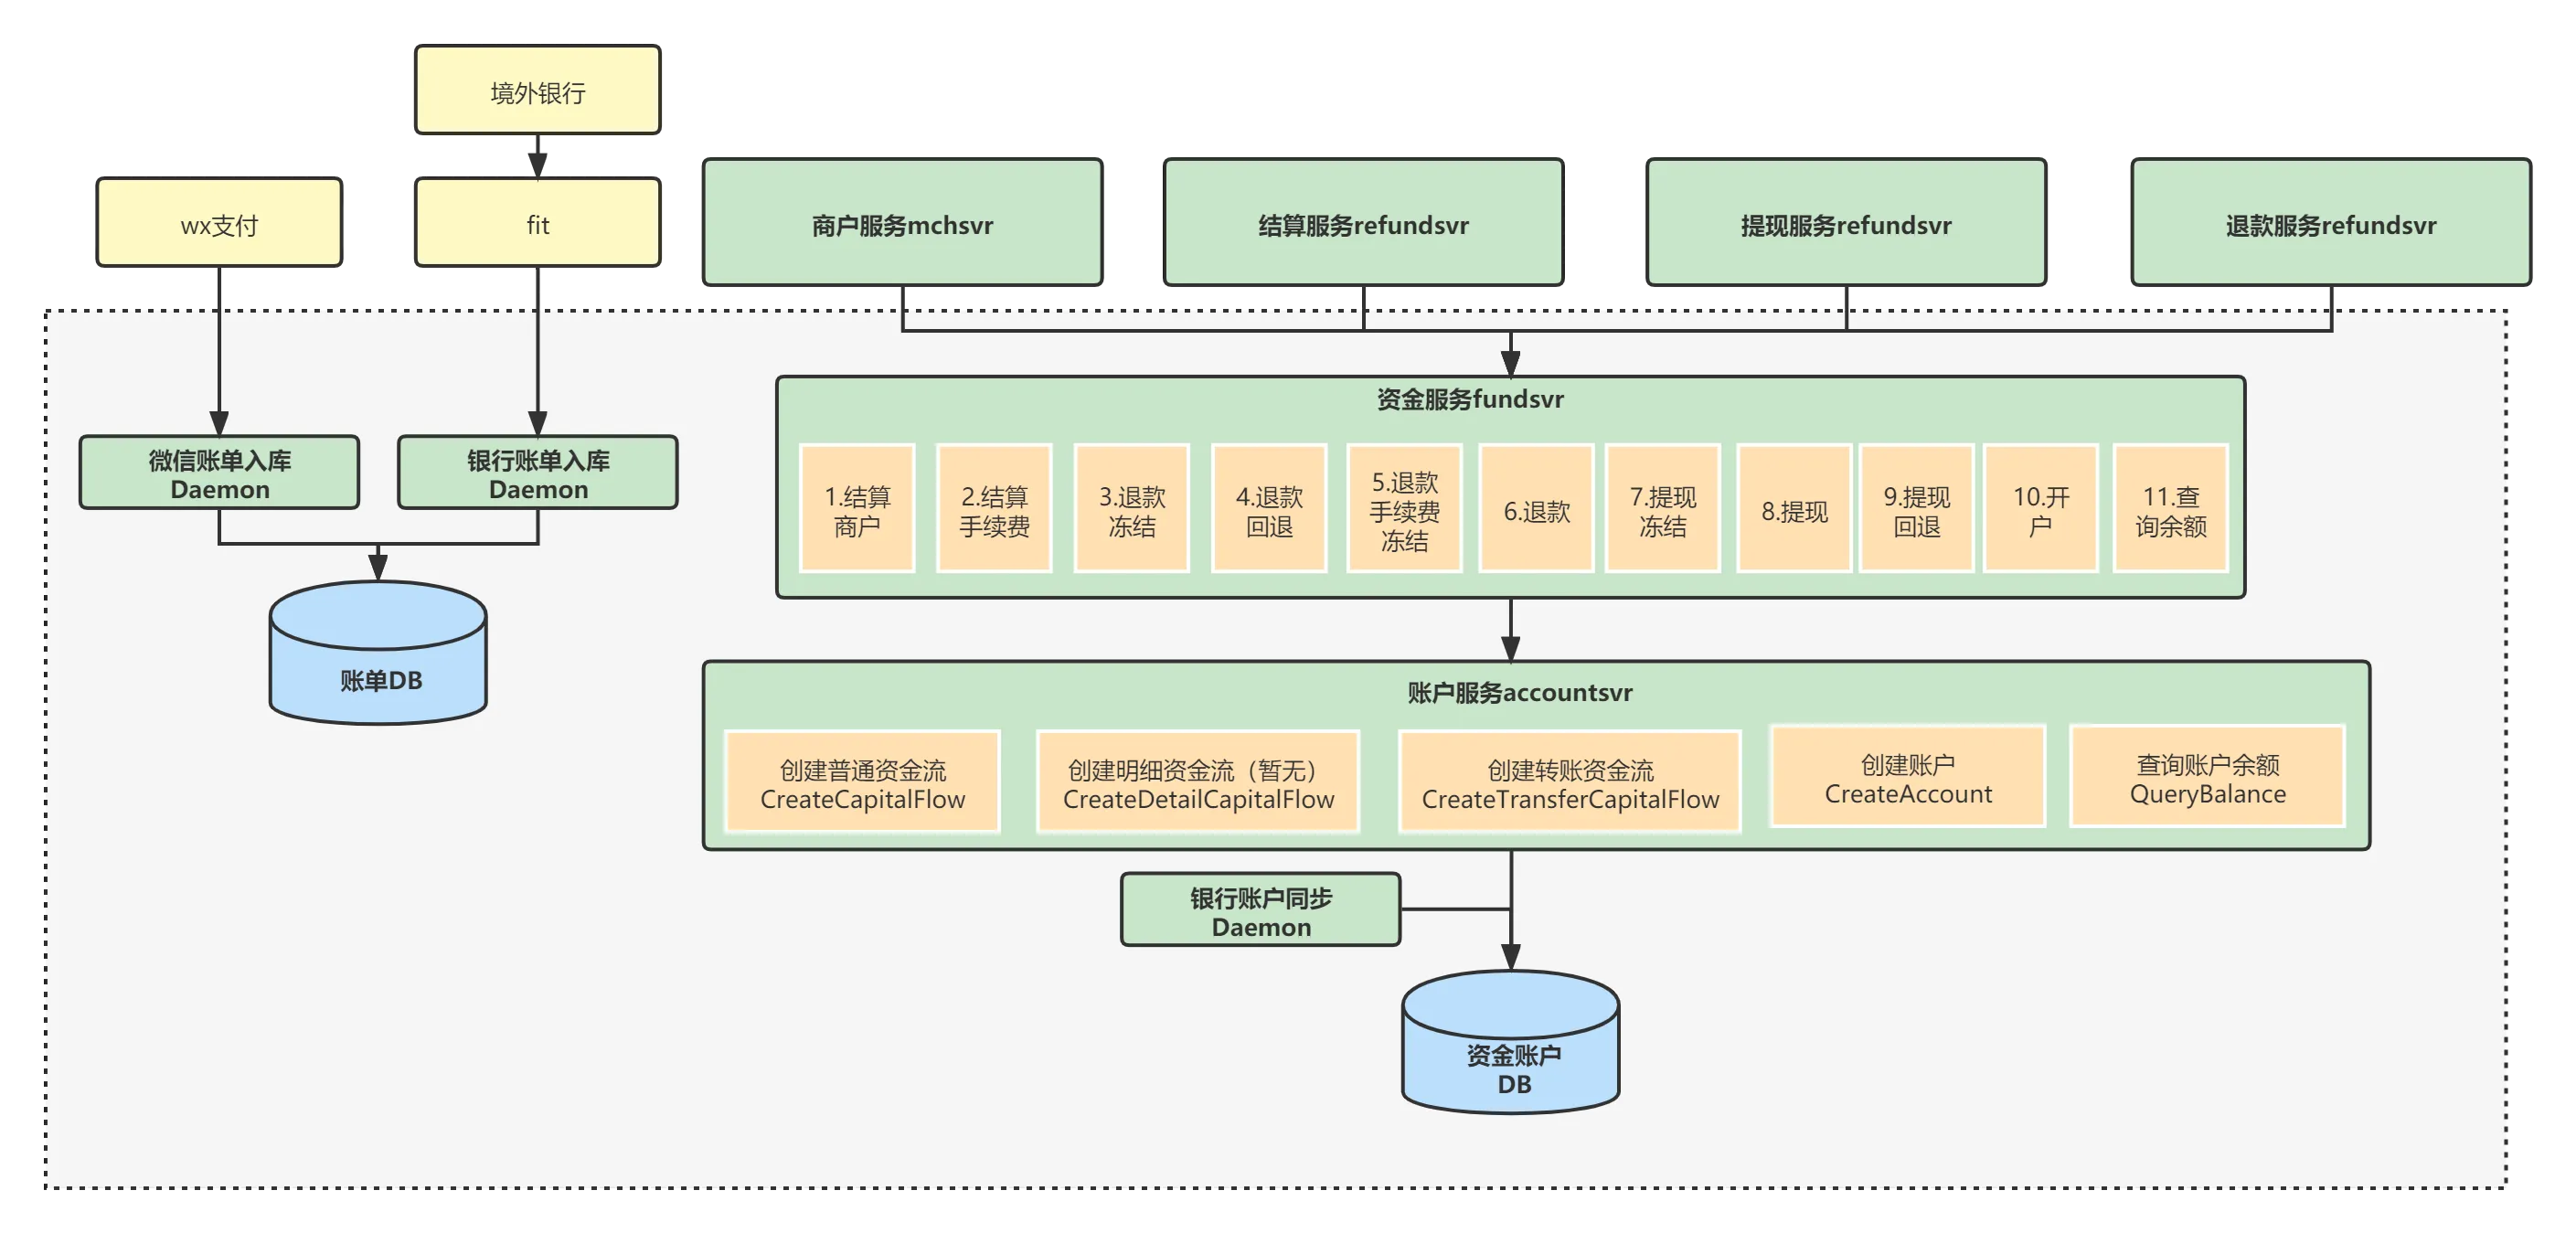 境外银行
wx支付
fit
商户服务mchsvr
结算服务refundsvr
提现服务refundsvr
退款服务refundsvr
微信账单入库
Daemon
银行账单入库
Daemon
账单DB
资金服务fundsvr
1.结算
商户
2.结算
手续费
3.退款
冻结
4.退款
回退
5.退款
手续费
冻结
6.退款
7.提现
冻结
8.提现
9.提现
回退
10.开
户
11.查
询余额
账户服务accountsvr
创建普通资金流
CreateCapitalFlow
创建明细资金流（暂无）
CreateDetailCapitalFlow
创建转账资金流
CreateTransferCapitalFlow
创建账户
CreateAccount
查询账户余额
QueryBalance
银行账户同步
Daemon
资金账户
DB